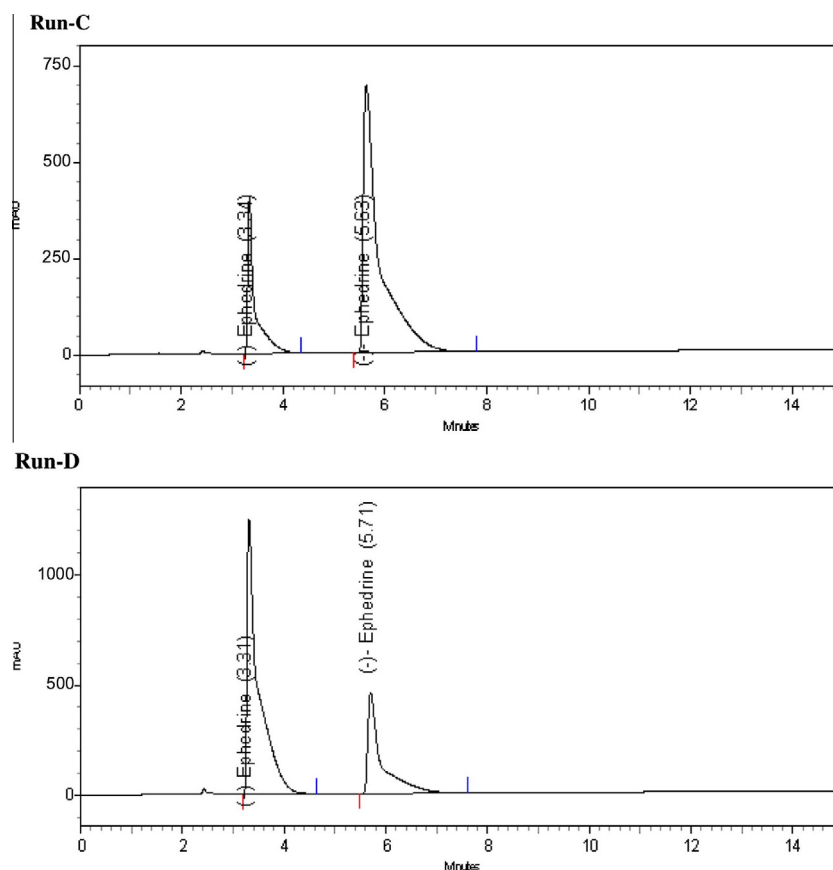 Run-C
750
500
250
0
mAU
() Ephedrine (3.34)
(-)- Ephedrine (5.63)
0 2 4 6 8 10 12 14
Minutes
Run-D
1000
500
0
mAU
() Ephedrine (3.31)
(-)- Ephedrine (5.71)
0 2 4 6 8 10 12 14
Minutes